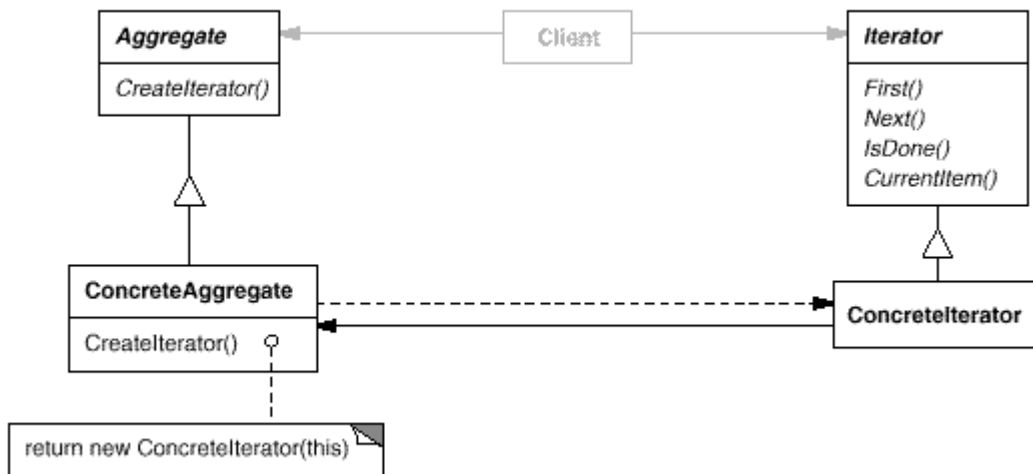 Aggregate
CreateIterator()
Client
Iterator
First()
Next()
IsDone()
CurrentItem()
ConcreteAggregate
CreateIterator()
ConcreteIterator
return new ConcreteIterator(this)